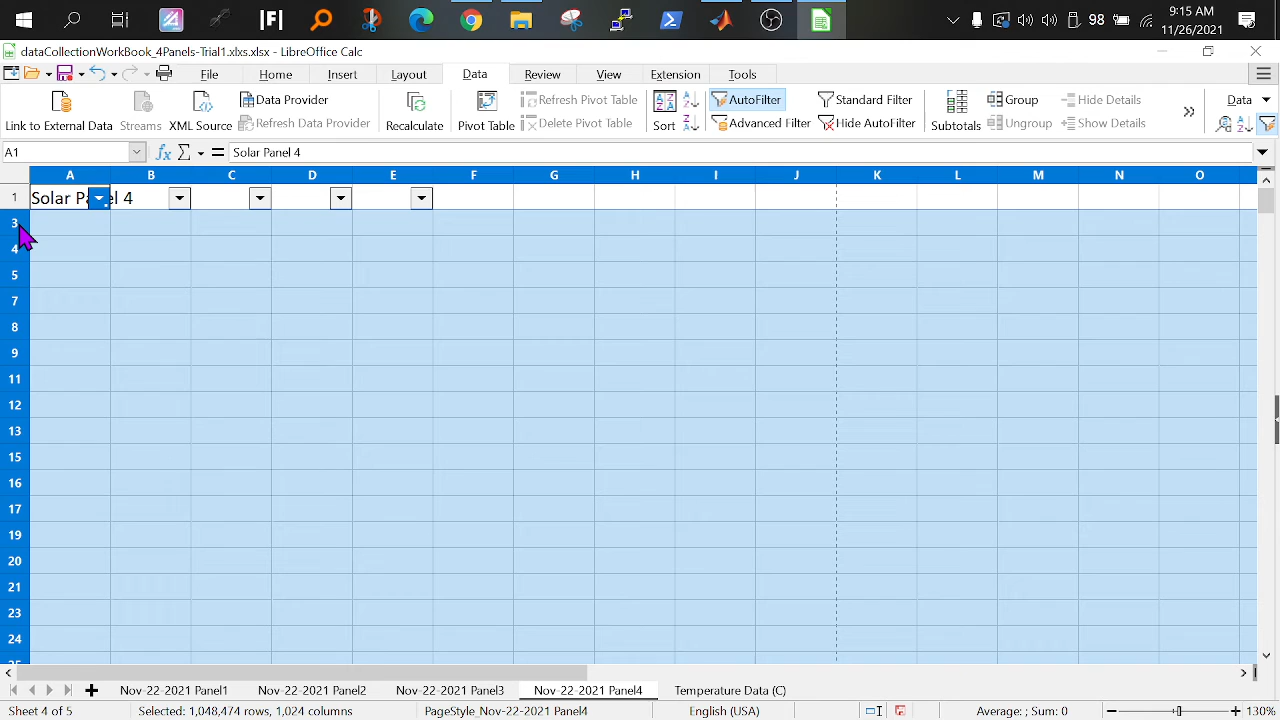 [F]
98
9:15 AM
11/26/2021
dataCollectionWorkBook_4Panels-Trial1.xlxs.xlsx - LibreOffice Calc
File Home Insert Layout Data Review View Extension Tools
Link to External Data
Streams
XML Source
Data Provider
Refresh Data Provider
Recalculate
Pivot Table
Refresh Pivot Table
Delete Pivot Table
Sort
AutoFilter
Advanced Filter
Standard Filter
Hide AutoFilter
Subtotals
Group
Ungroup
Hide Details
Show Details
Data
A1
Solar Panel 4
A B C D E F G H I J K L M N O
1 Solar Pa el 4
3
4
5
7
8
9
11
12
13
15
16
17
19
20
21
23
24
25
Nov-22-2021 Panel1 Nov-22-2021 Panel2 Nov-22-2021 Panel3 Nov-22-2021 Panel4 Temperature Data (C)
Sheet 4 of 5 Selected: 1,048,474 rows, 1,024 columns PageStyle_Nov-22-2021 Panel4 English (USA) Average: ; Sum: 0 130%